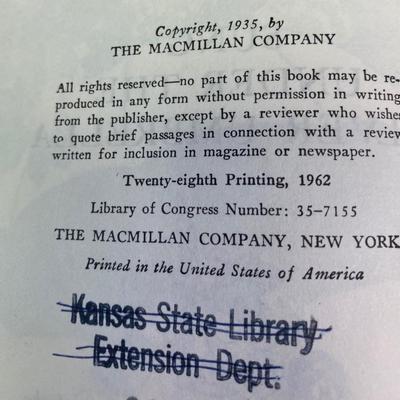 Copyright, 1935, by
THE MACMILLAN COMPANY
All rights reserved—no part of this book may be re-
produced in any form without permission in writing
from the publisher, except by a reviewer who wishes
to quote brief passages in connection with a review
written for inclusion in magazine or newspaper.
Twenty-eighth Printing, 1962
Library of Congress Number: 35-7155
THE MACMILLAN COMPANY, NEW YORK
Printed in the United States of America
Kansas State Library
Extension Dept.